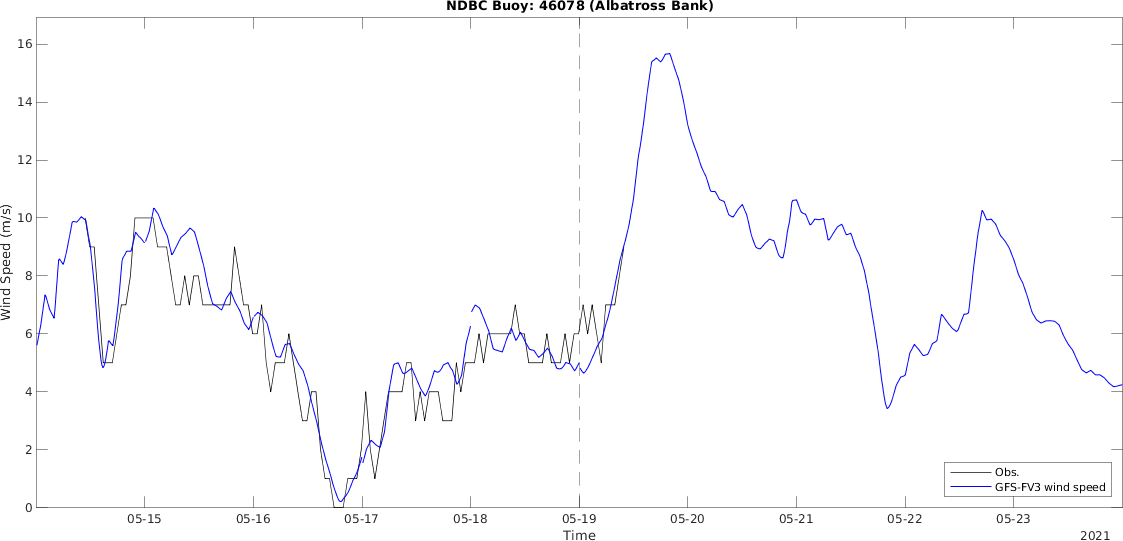 NDBC Buoy: 46078 (Albatross Bank)
Wind Speed (m/s)
16
14
12
10
8
6
4
2
0
Obs.
GFS-FV3 wind speed
05-15 05-16 05-17 05-18 05-19 05-20 05-21 05-22 05-23
Time
2021